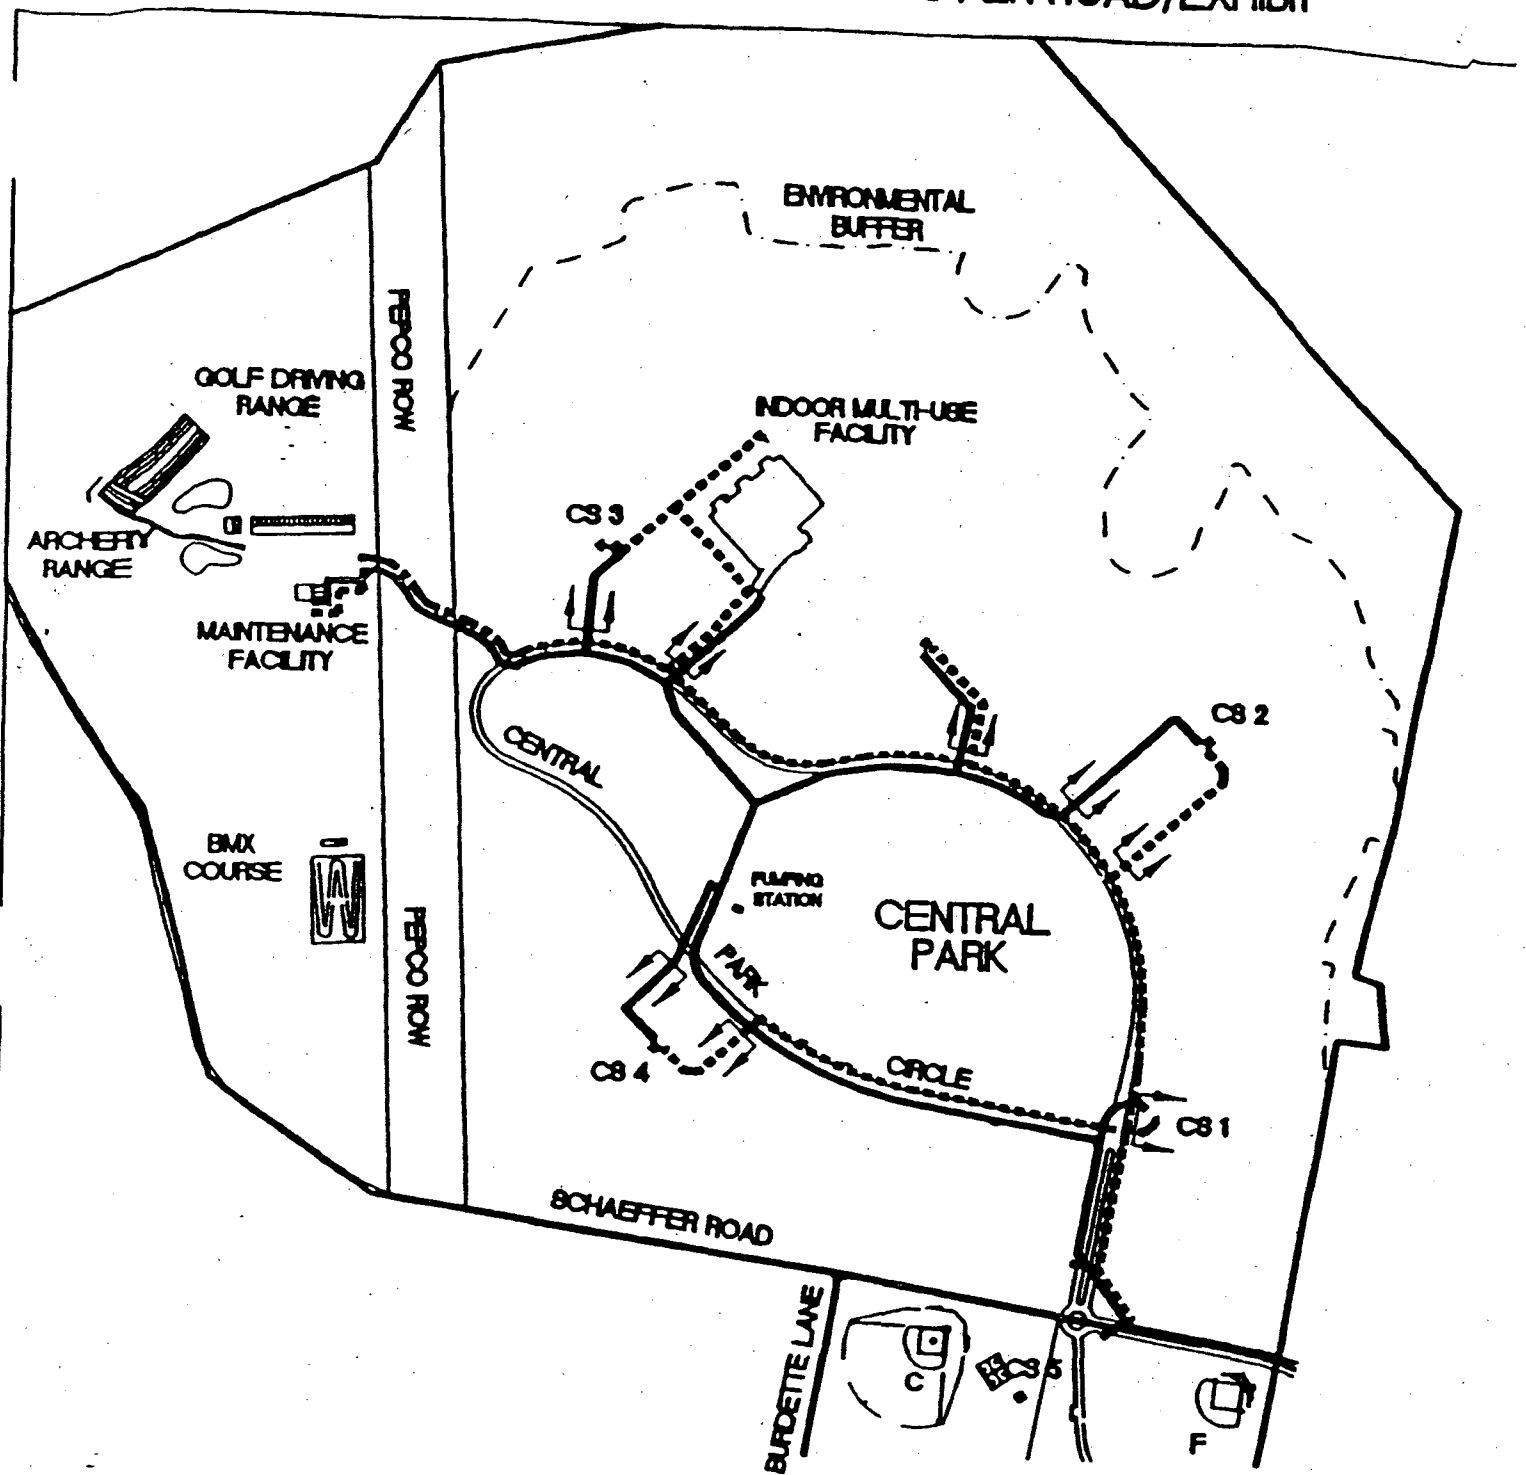 ROAD/EXHIBIT
ENVIRONMENTAL
BUFFER
PEPCO ROW
GOLF DRIVING
RANGE
INDOOR MULTI-USE
FACILITY
CS 3
ARCHERY
RANGE
MAINTENANCE
FACILITY
CS 2
CENTRAL
BMX
COURSE
PUMPING
STATION
CENTRAL
PARK
PEPCO ROW
PARK
CS 4
CIRCLE
CS 1
SCHAEFFER ROAD
BURDETTE LANE
C
CS 5
F